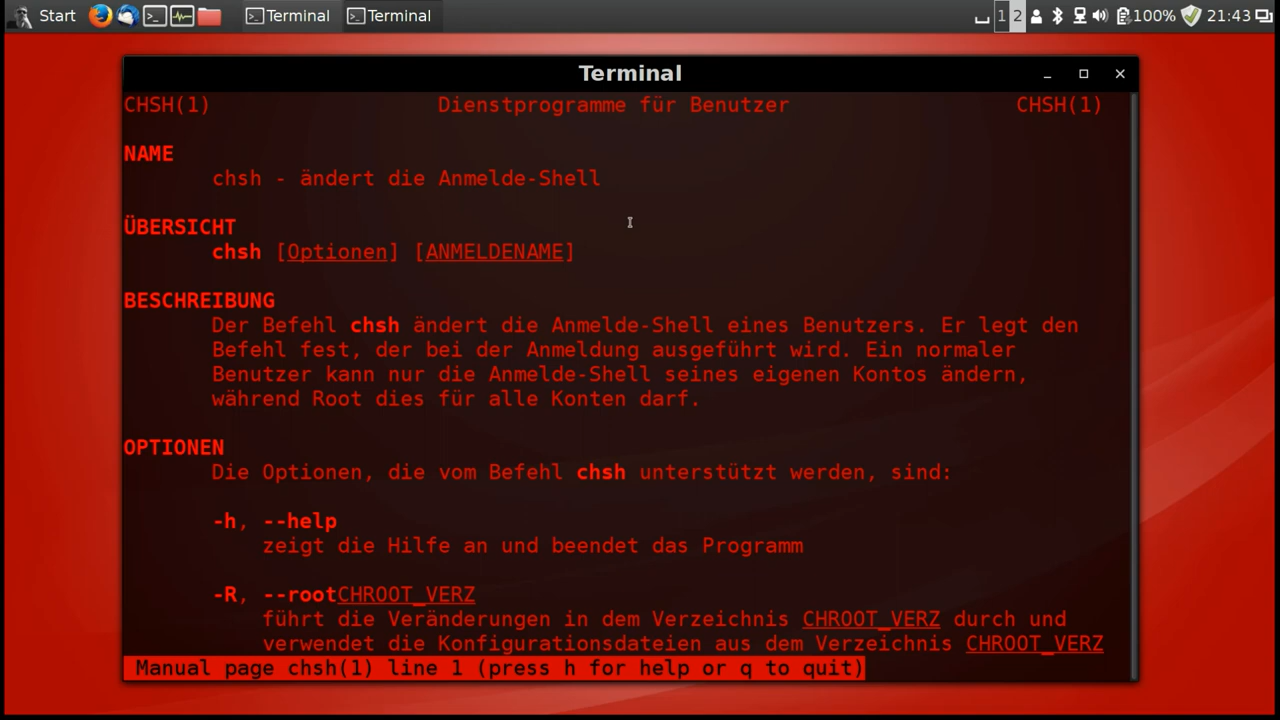 Start Terminal Terminal 1 2 100% 21:43
Terminal
CHSH(1) Dienstprogramme für Benutzer CHSH(1)
NAME
chsh - ändert die Anmelde-Shell
ÜBERSICHT
chsh [Optionen] [ANMELDENAME]
BESCHREIBUNG
Der Befehl chsh ändert die Anmelde-Shell eines Benutzers. Er legt den
Befehl fest, der bei der Anmeldung ausgeführt wird. Ein normaler
Benutzer kann nur die Anmelde-Shell seines eigenen Kontos ändern,
während Root dies für alle Konten darf.
OPTIONEN
Die Optionen, die vom Befehl chsh unterstützt werden, sind:
-h, --help
zeigt die Hilfe an und beendet das Programm
-R, --rootCHROOT_VERZ
führt die Veränderungen in dem Verzeichnis CHROOT_VERZ durch und
verwendet die Konfigurationsdateien aus dem Verzeichnis CHROOT_VERZ
Manual page chsh(1) line 1 (press h for help or q to quit)